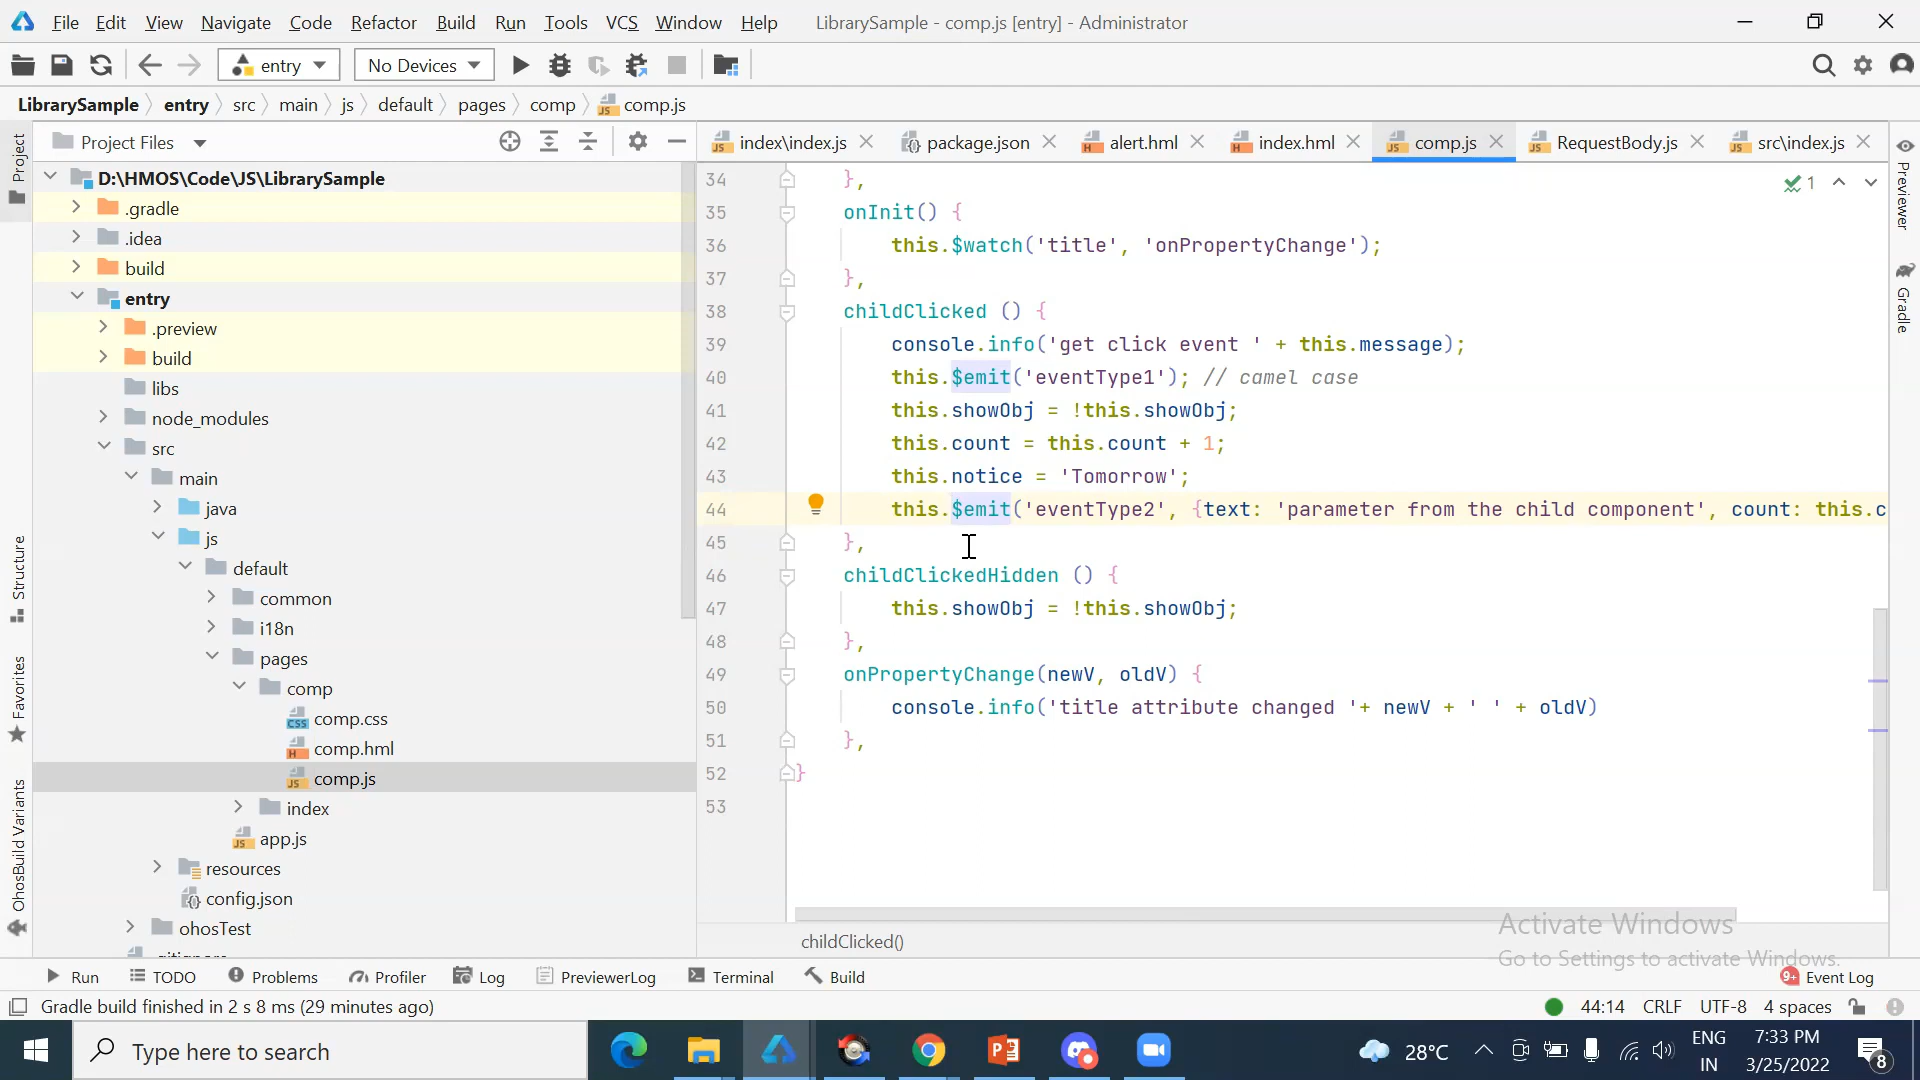 File Edit View Navigate Code Refactor Build Run Tools VCS Window Help LibrarySample - comp.js [entry] - Administrator
entry No Devices
LibrarySample entry src main js default pages comp comp.js
Project Files
index\index.js package.json alert.hml index.hml comp.js RequestBody.js src\index.js
Project
Structure
Favorites
OhosBuild Variants
D:\HMOS\Code\JS\LibrarySample
.gradle
.idea
build
entry
.preview
build
libs
node_modules
src
main
java
js
default
common
i18n
pages
comp
comp.css
comp.hml
comp.js
index
app.js
resources
config.json
ohosTest
1
34 },
35 onInit() {
36 this.$watch('title', 'onPropertyChange');
37 },
38 childClicked () {
39 console.info('get click event ' + this.message);
40 this.$emit('eventType1'); // camel case
41 this.showObj = !this.showObj;
42 this.count = this.count + 1;
43 this.notice = 'Tomorrow';
44 this.$emit('eventType2', {text: 'parameter from the child component', count: this.c
45 },
46 childClickedHidden () {
47 this.showObj = !this.showObj;
48 },
49 onPropertyChange(newV, oldV) {
50 console.info('title attribute changed '+ newV + ' ' + oldV)
51 },
52 }
53
childClicked()
Previewer
Gradle
Activate Windows
Go to Settings to activate Windows.
Run TODO Problems Profiler Log PreviewerLog Terminal Build 9+ Event Log
Gradle build finished in 2 s 8 ms (29 minutes ago) 44:14 CRLF UTF-8 4 spaces
Type here to search
28°C
ENG
IN
7:33 PM
3/25/2022
8